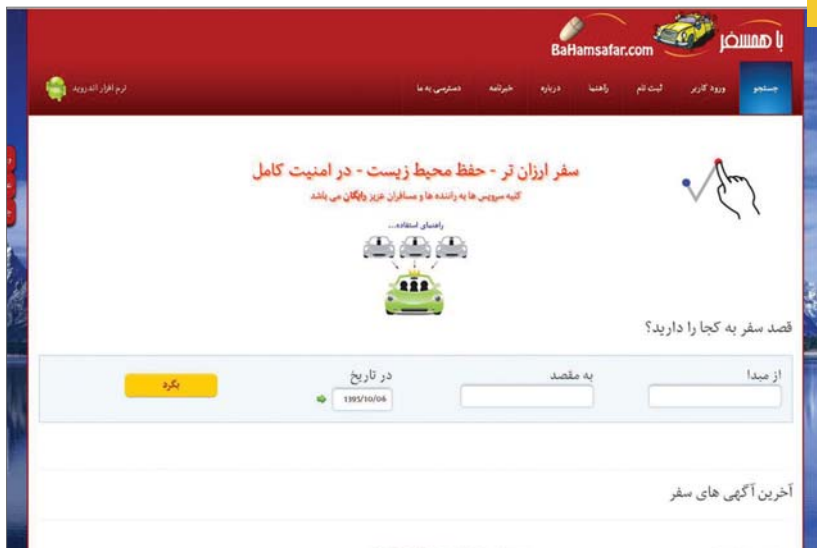 با همسفر
BaHamsafar.com
جستجو
ورود کاربر
ثبت نام
راهنما
درباره
خبرنامه
دسترسی به ما
نرم افزار اندروید
سفر ارزان تر - حفظ محیط زیست - در امنیت کامل
کلیه سرویس ها به راننده ها و مسافران عزیز رایگان می باشد
راهنمای استفاده...
قصد سفر به کجا را دارید؟
از مبدا
به مقصد
در تاریخ
1395/10/06
بگرد
آخرین آگهی های سفر